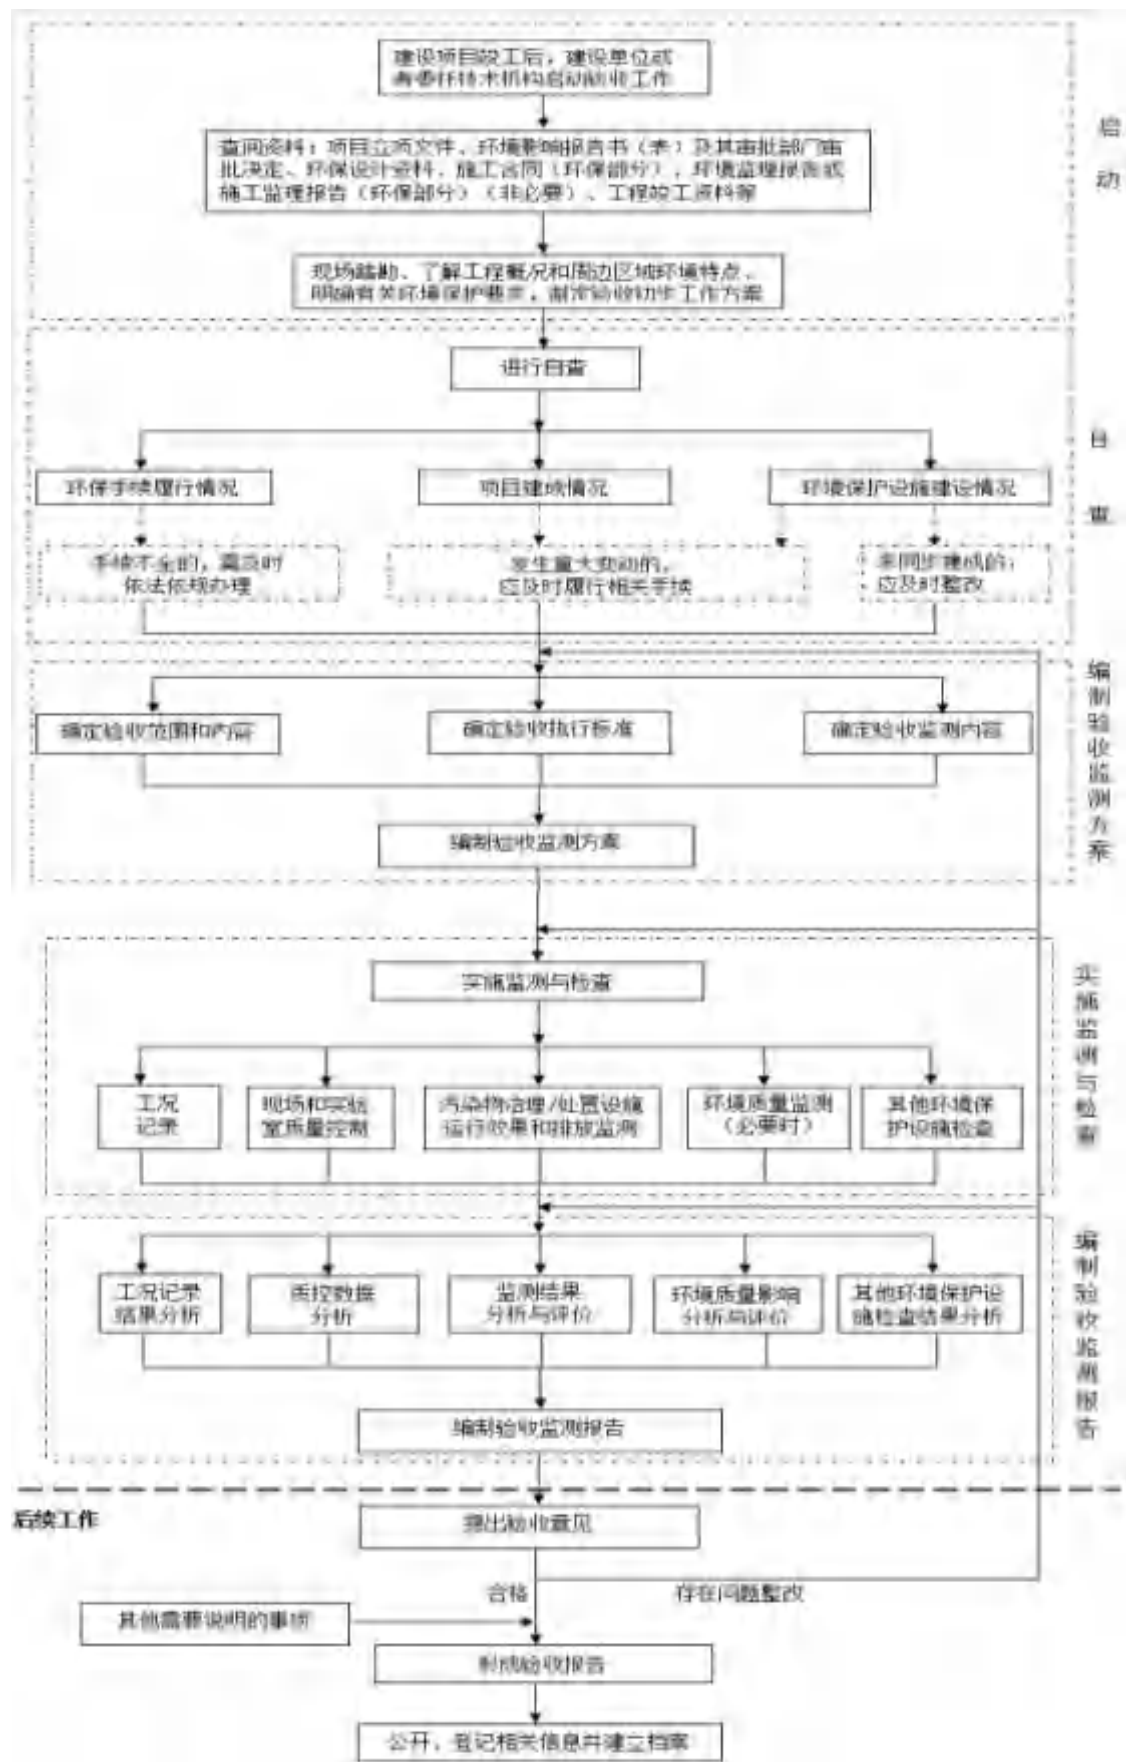 建设项目竣工后，建设单位或
者委托技术机构启动验收工作
启动
查阅资料：项目立项文件、环境影响报告书（表）及其审批部门审
批决定、环保设计资料、施工合同（环保部分）、环境监理报告或
施工监理报告（环保部分）（非必要）、工程竣工资料等
现场踏勘、了解工程概况和周边区域环境特点、
明确有关环境保护要求，制定验收初步工作方案
进行自查
自查
环保手续履行情况
项目建成情况
环境保护设施建设情况
手续不全的，需及时
依法依规办理
发生重大变动的，
应及时履行相关手续
未同步建成的，
应及时整改
编制验收监测方案
确定验收范围和内容
确定验收执行标准
确定验收监测内容
编制验收监测方案
实施监测与检查
实施监测与检查
工况
记录
现场和实验
室质量控制
污染物治理/处置设施
运行效果和排放监测
环境质量监测
（必要时）
其他环境保
护设施检查
编制验收监测报告
工况记录
结果分析
质控数据
分析
监测结果
分析与评价
环境质量影响
分析与评价
其他环境保护设
施检查结果分析
编制验收监测报告
后续工作
提出验收意见
合格
存在问题整改
其他需要说明的事项
形成验收报告
公开、登记相关信息并建立档案